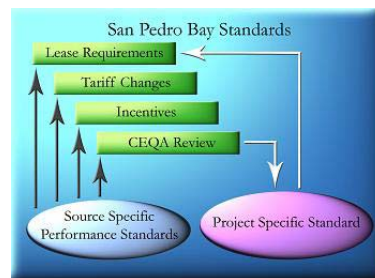 San Pedro Bay Standards
Lease Requirements
Tariff Changes
Incentives
CEQA Review
Source Specific
Performance Standards
Project Specific Standard